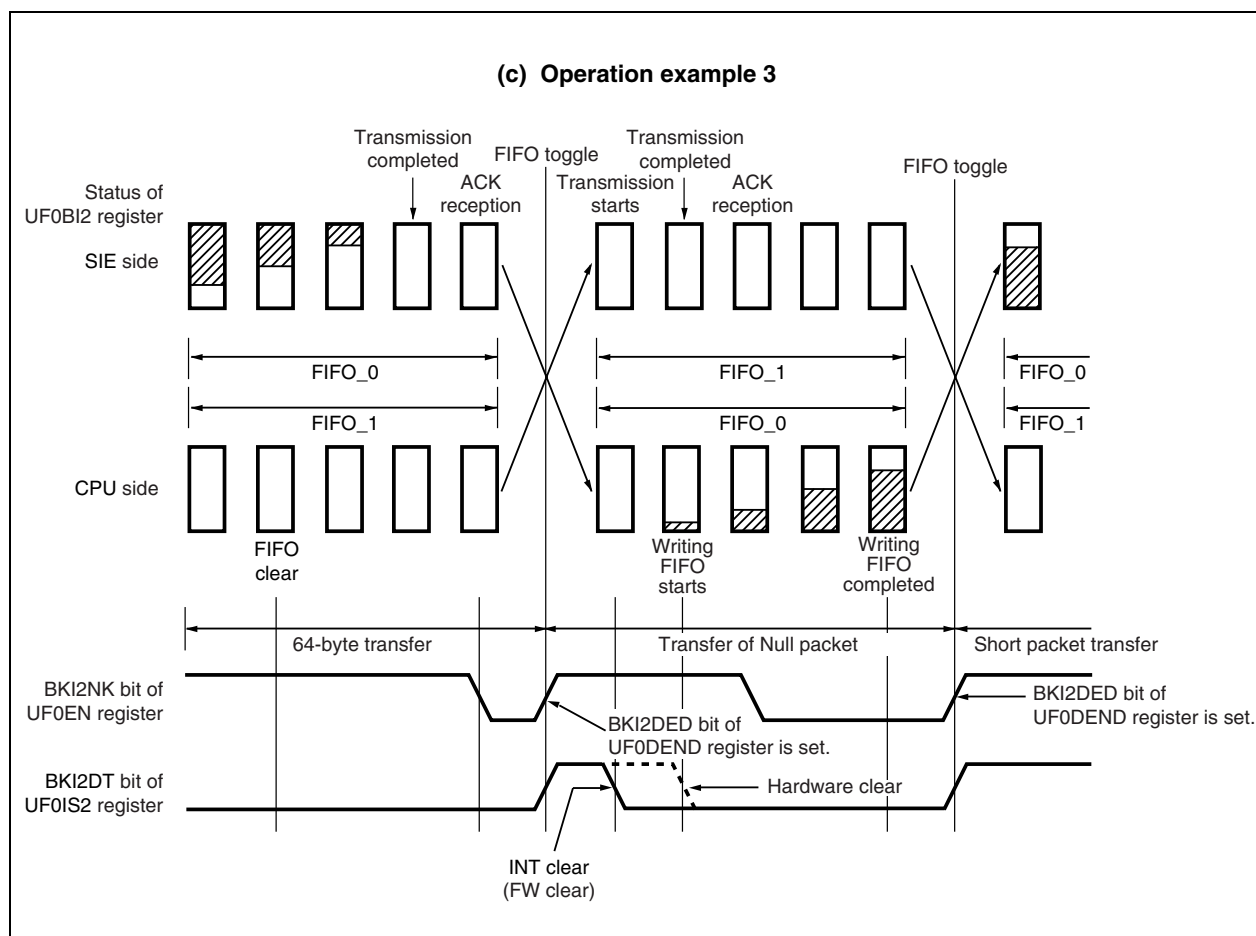 (c) Operation example 3
Transmission
completed
FIFO toggle
Transmission
completed
FIFO toggle
Status of
UF0BI2 register
ACK
reception
Transmission
starts
ACK
reception
SIE side
FIFO_0
FIFO_1
FIFO_0
FIFO_1
FIFO_0
FIFO_1
CPU side
FIFO
clear
Writing
FIFO
starts
Writing
FIFO
completed
64-byte transfer
Transfer of Null packet
Short packet transfer
BKI2NK bit of
UF0EN register
BKI2DED bit of
UF0DEND register is set.
BKI2DED bit of
UF0DEND register is set.
BKI2DT bit of
UF0IS2 register
Hardware clear
INT clear
(FW clear)